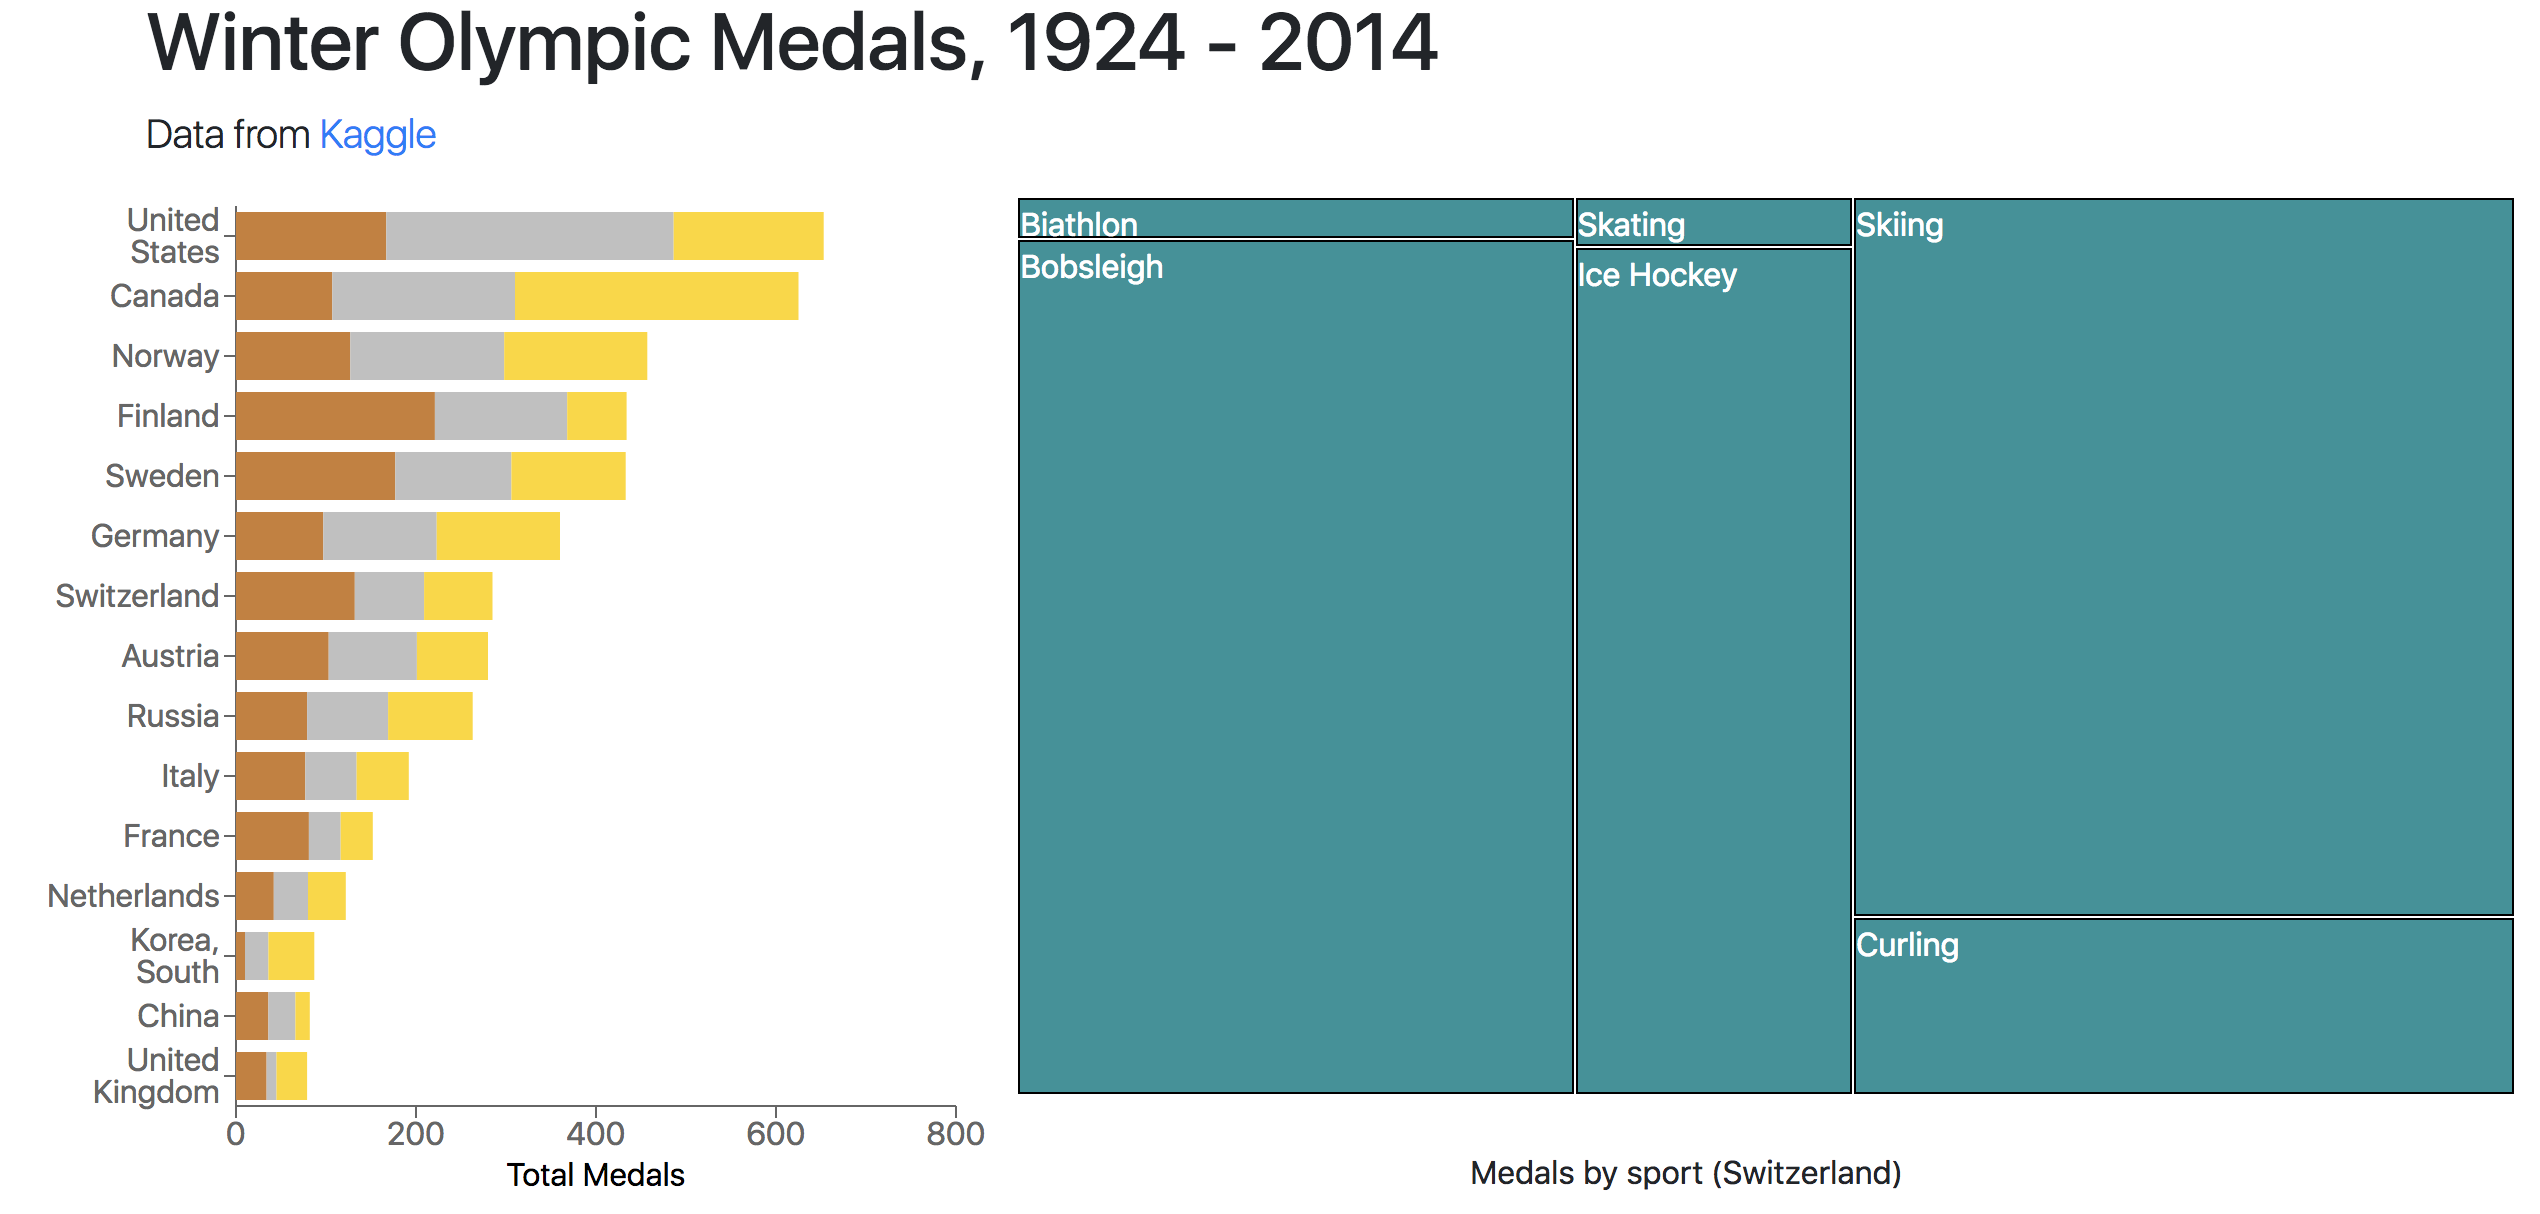 Winter Olympic Medals, 1924 - 2014
Data from Kaggle
United
States
Canada
Norway
Finland
Sweden
Germany
Switzerland
Austria
Russia
Italy
France
Netherlands
Korea,
South
China
United
Kingdom
0 200 400 600 800
Total Medals
Biathlon
Bobsleigh
Skating
Ice Hockey
Skiing
Curling
Medals by sport (Switzerland)